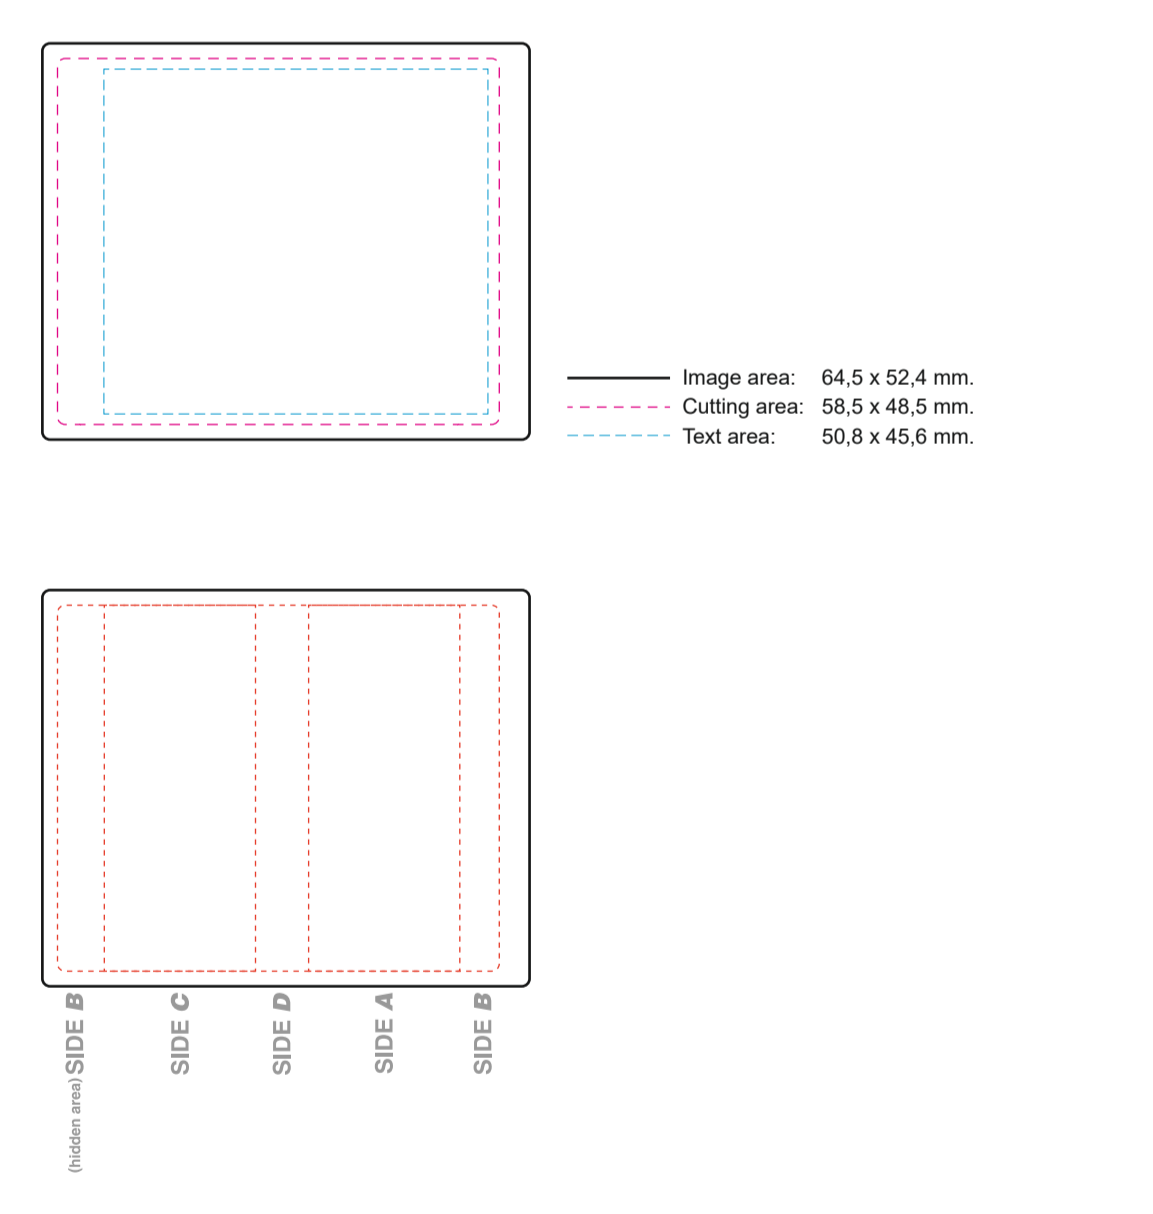 Image area: 64,5 x 52,4 mm.
Cutting area: 58,5 x 48,5 mm.
Text area: 50,8 x 45,6 mm.
(hidden area) SIDE B
SIDE C
SIDE D
SIDE A
SIDE B